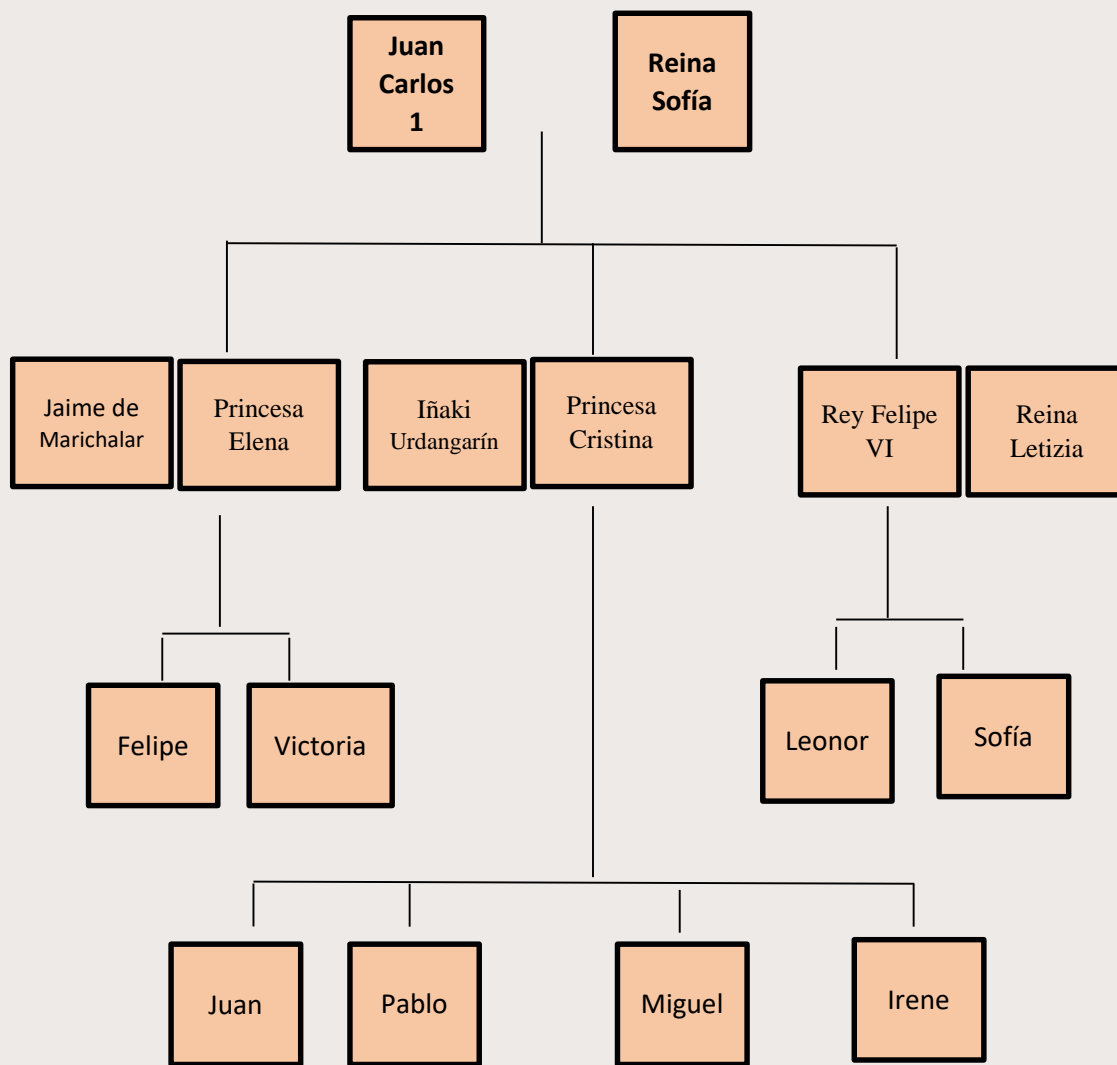 Juan
Carlos
1
Reina
Sofía
Jaime de
Marichalar
Princesa
Elena
Iñaki
Urdangarín
Princesa
Cristina
Rey Felipe
VI
Reina
Letizia
Felipe
Victoria
Leonor
Sofía
Juan
Pablo
Miguel
Irene